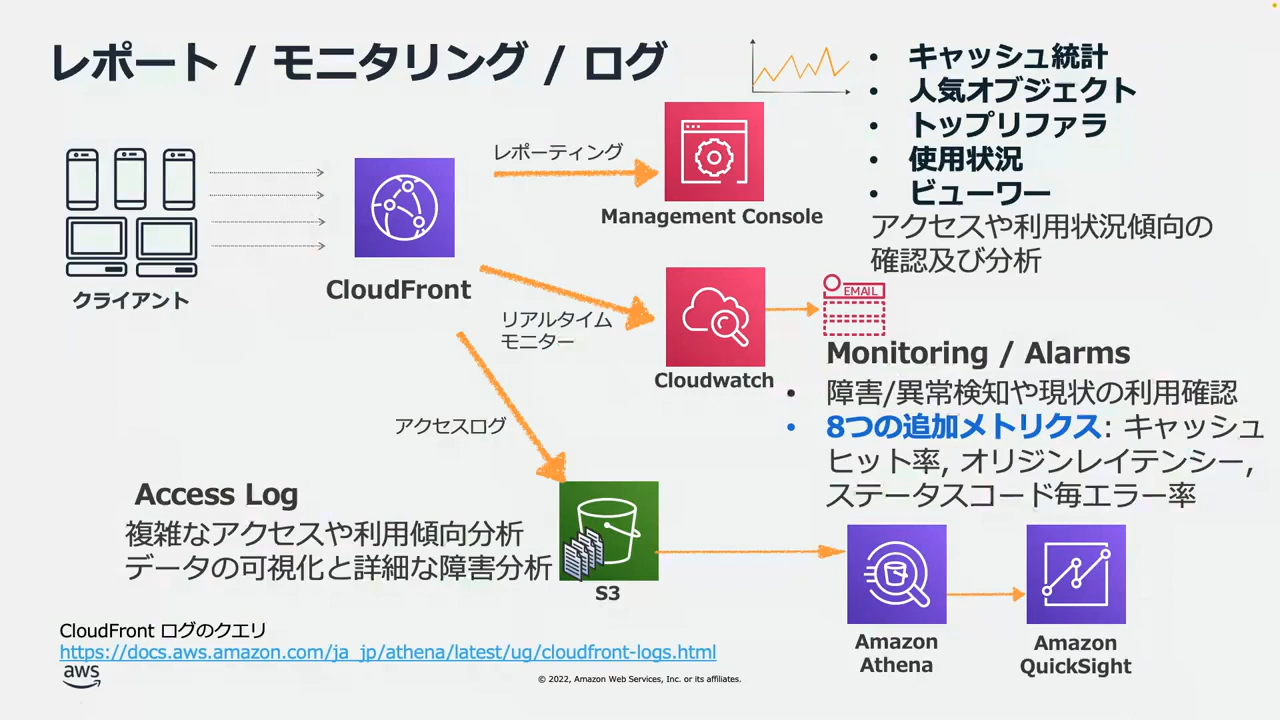 レポート / モニタリング / ログ
• キャッシュ統計
• 人気オブジェクト
• トップリファラ
• 使用状況
• ビューワー
アクセスや利用状況傾向の
確認及び分析
レポーティング
Management Console
クライアント
CloudFront
リアルタイム
モニター
Cloudwatch
EMAIL
Monitoring / Alarms
• 障害/異常検知や現状の利用確認
• 8つの追加メトリクス: キャッシュ
ヒット率, オリジンレイテンシー,
ステータスコード毎エラー率
アクセスログ
Access Log
複雑なアクセスや利用傾向分析
データの可視化と詳細な障害分析
S3
Amazon
Athena
Amazon
QuickSight
CloudFront ログのクエリ
https://docs.aws.amazon.com/ja_jp/athena/latest/ug/cloudfront-logs.html
aws
© 2022, Amazon Web Services, Inc. or its affiliates.